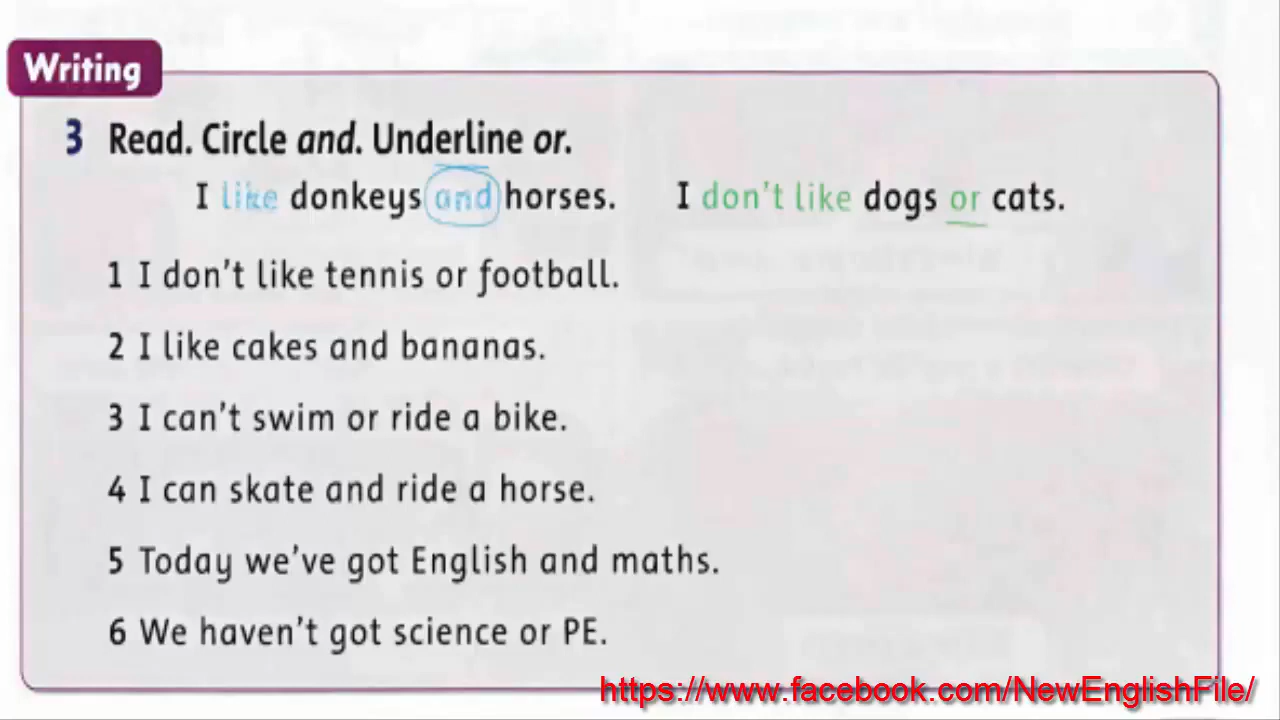 Writing
3 Read. Circle and. Underline or.
I like donkeys and horses. I don't like dogs or cats.
1 I don't like tennis or football.
2 I like cakes and bananas.
3 I can't swim or ride a bike.
4 I can skate and ride a horse.
5 Today we've got English and maths.
6 We haven't got science or PE.
https://www.facebook.com/NewEnglishFile/